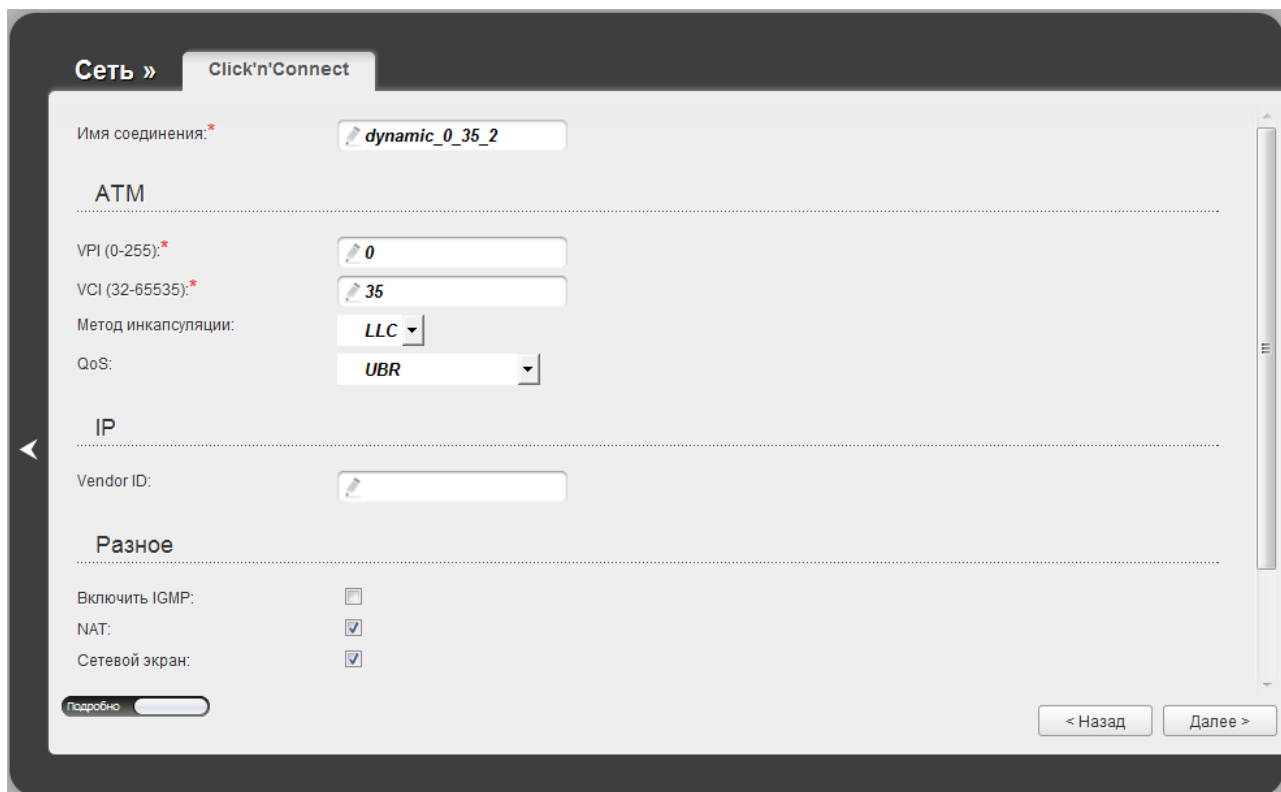 Сеть » Click'n'Connect
Имя соединения:* dynamic_0_35_2
ATM
VPI (0-255):* 0
VCI (32-65535):* 35
Метод инкапсуляции: LLC
QoS: UBR
IP
Vendor ID:
Разное
Включить IGMP:
NAT:
Сетевой экран:
Подробно
< Назад Далее >